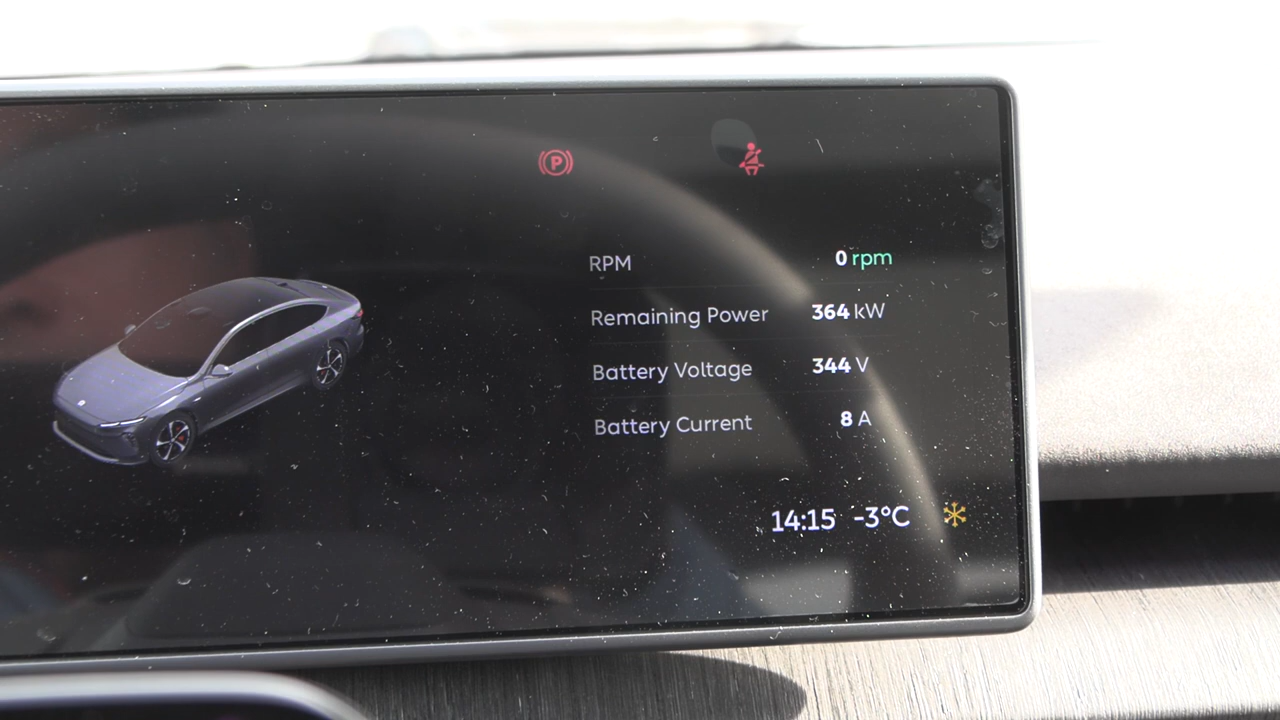 P
RPM 0 rpm
Remaining Power 364 kW
Battery Voltage 344 V
Battery Current 8 A
14:15 -3°C